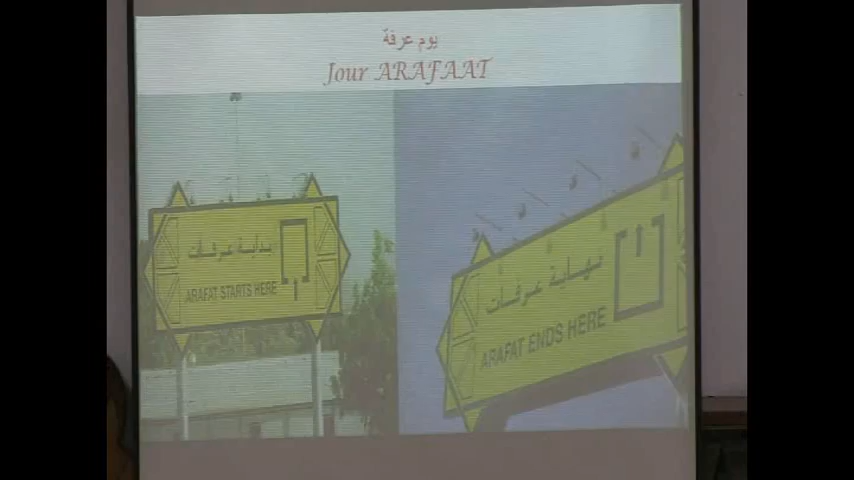 يوم عرفة
Jour ARAFAAT
بداية عرفات
ARAFAT STARTS HERE
نهاية عرفات
ARAFAT ENDS HERE